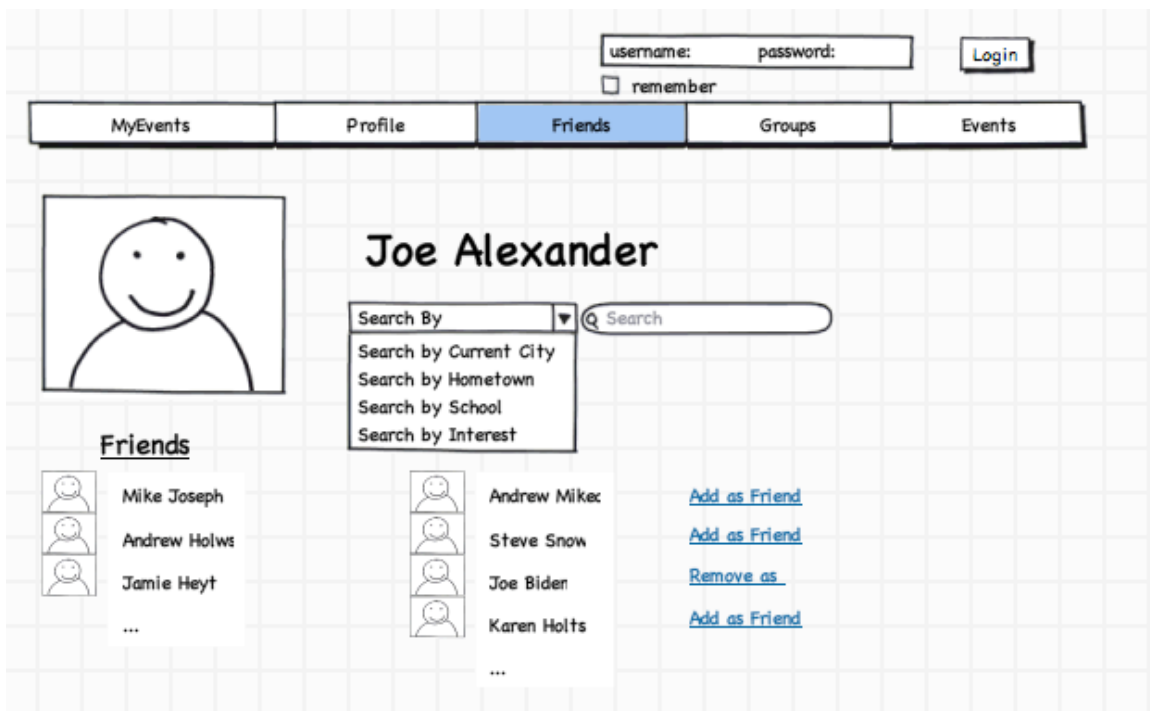 username: password: Login
remember
MyEvents Profile Friends Groups Events
Joe Alexander
Search By Search
Search by Current City
Search by Hometown
Search by School
Search by Interest
Friends
Mike Joseph
Andrew Holws
Jamie Heyt
...
Andrew Mikec Add as Friend
Steve Snow Add as Friend
Joe Biden Remove as
Karen Holts Add as Friend
...